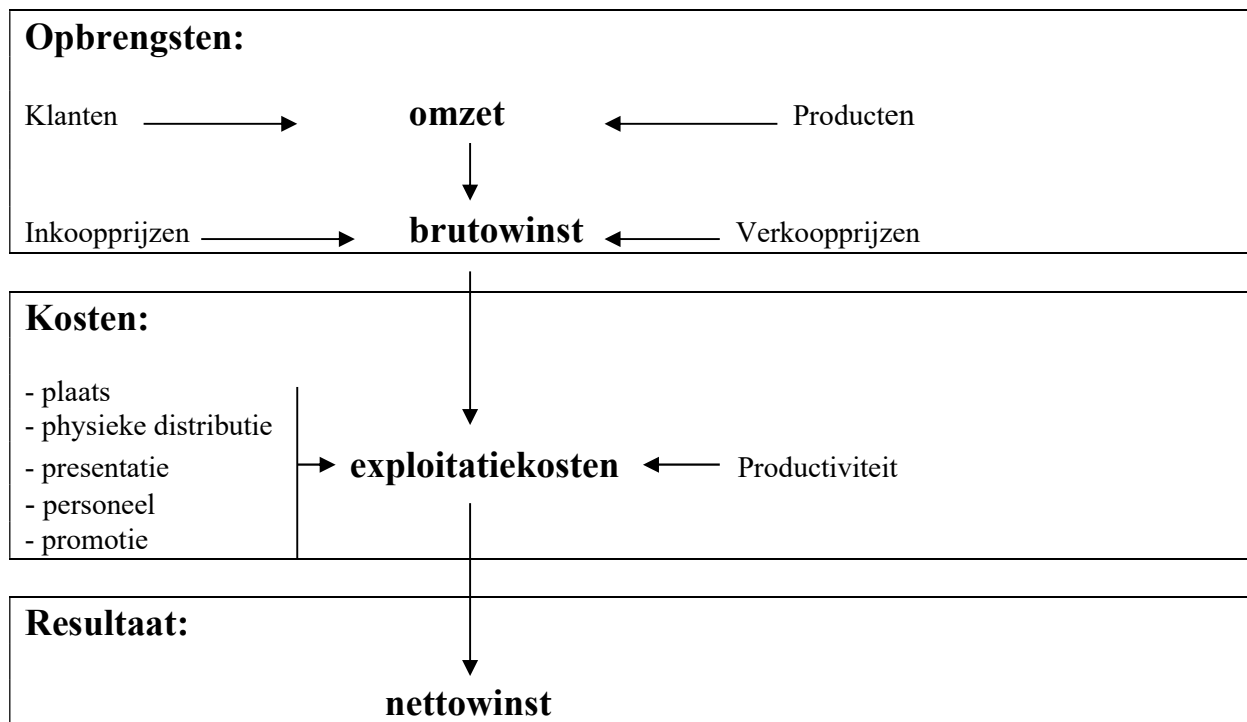 Opbrengsten:
Klanten omzet Producten
Inkoopprijzen brutowinst Verkoopprijzen
Kosten:
- plaats
- physieke distributie
- presentatie exploitatiekosten Productiviteit
- personeel
- promotie
Resultaat:
nettowinst